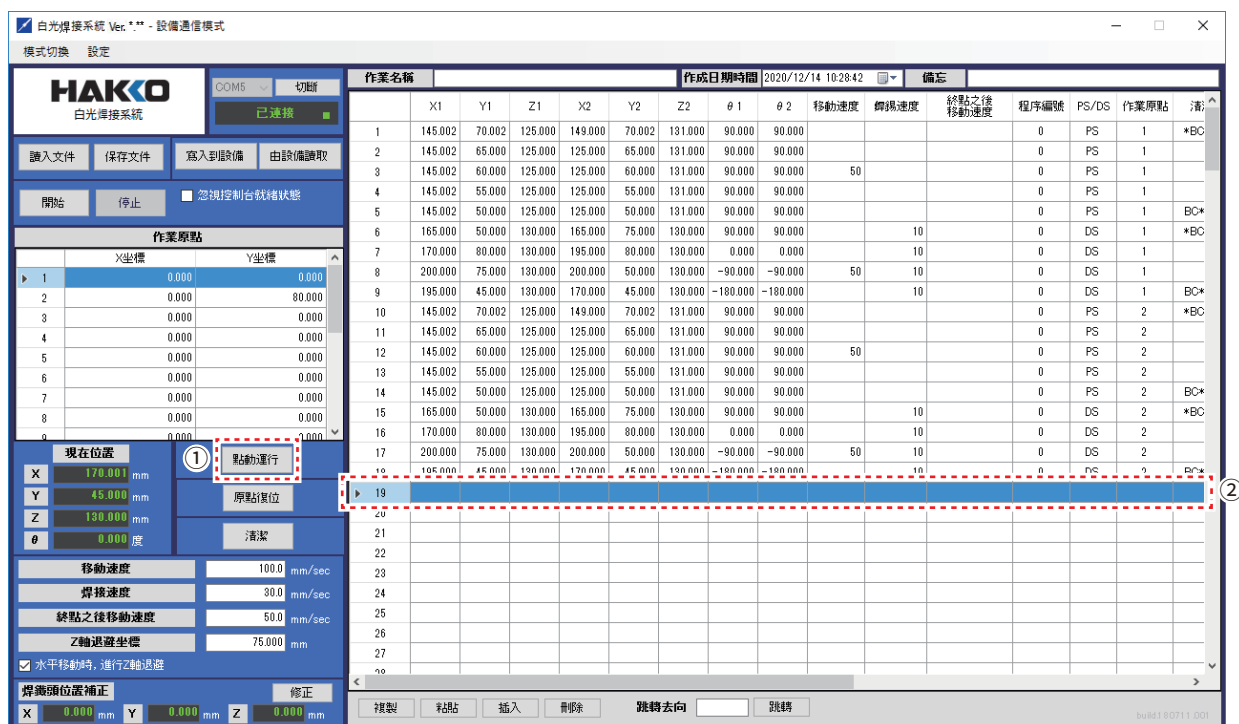 白光焊接系統 Ver. *.** - 設備通信模式
模式切換 設定
HAKKO
白光焊接系統
COM5 切斷
已連接
讀入文件 保存文件 寫入到設備 由設備讀取
開始 停止 忽視控制台就緒狀態
作業原點
X坐標 Y坐標
1 0.000 0.000
2 0.000 80.000
3 0.000 0.000
4 0.000 0.000
5 0.000 0.000
6 0.000 0.000
7 0.000 0.000
8 0.000 0.000
9 0.000 0.000
現在位置
X 170.001 mm
Y 45.000 mm
Z 130.000 mm
θ 0.000 度
① 點動運行
原點復位
清潔
移動速度 100.0 mm/sec
焊接速度 30.0 mm/sec
終點之後移動速度 50.0 mm/sec
Z軸退避坐標 75.000 mm
水平移動時, 進行Z軸退避
焊鐵頭位置補正 修正
X 0.000 mm Y 0.000 mm Z 0.000 mm
作業名稱 作成日期時間 2020/12/14 10:28:42 備忘
X1 Y1 Z1 X2 Y2 Z2 θ1 θ2 移動速度 銲錫速度 終點之後移動速度 程序編號 PS/DS 作業原點
1 145.002 70.002 125.000 149.000 70.002 131.000 90.000 90.000 0 PS 1 *BC
2 145.002 65.000 125.000 125.000 65.000 131.000 90.000 90.000 0 PS 1
3 145.002 60.000 125.000 125.000 60.000 131.000 90.000 90.000 50 0 PS 1
4 145.002 55.000 125.000 125.000 55.000 131.000 90.000 90.000 0 PS 1
5 145.002 50.000 125.000 125.000 50.000 131.000 90.000 90.000 0 PS 1 BC*
6 165.000 50.000 130.000 165.000 75.000 130.000 90.000 90.000 10 0 DS 1 *BC
7 170.000 80.000 130.000 195.000 80.000 130.000 0.000 0.000 10 0 DS 1
8 200.000 75.000 130.000 200.000 50.000 130.000 -90.000 -90.000 50 10 0 DS 1
9 195.000 45.000 130.000 170.000 45.000 130.000 -180.000 -180.000 10 0 DS 1 BC*
10 145.002 70.002 125.000 149.000 70.002 131.000 90.000 90.000 0 PS 2 *BC
11 145.002 65.000 125.000 125.000 65.000 131.000 90.000 90.000 0 PS 2
12 145.002 60.000 125.000 125.000 60.000 131.000 90.000 90.000 50 0 PS 2
13 145.002 55.000 125.000 125.000 55.000 131.000 90.000 90.000 0 PS 2
14 145.002 50.000 125.000 125.000 50.000 131.000 90.000 90.000 0 PS 2 BC*
15 165.000 50.000 130.000 165.000 75.000 130.000 90.000 90.000 10 0 DS 2 *BC
16 170.000 80.000 130.000 195.000 80.000 130.000 0.000 0.000 10 0 DS 2
17 200.000 75.000 130.000 200.000 50.000 130.000 -90.000 -90.000 50 10 0 DS 2
18 195.000 45.000 130.000 170.000 45.000 130.000 -180.000 -180.000 10 0 DS 2 BC*
19 ②
20
21
22
23
24
25
26
27
28
複製 粘貼 插入 刪除 跳轉去向 跳轉
build:180711.001